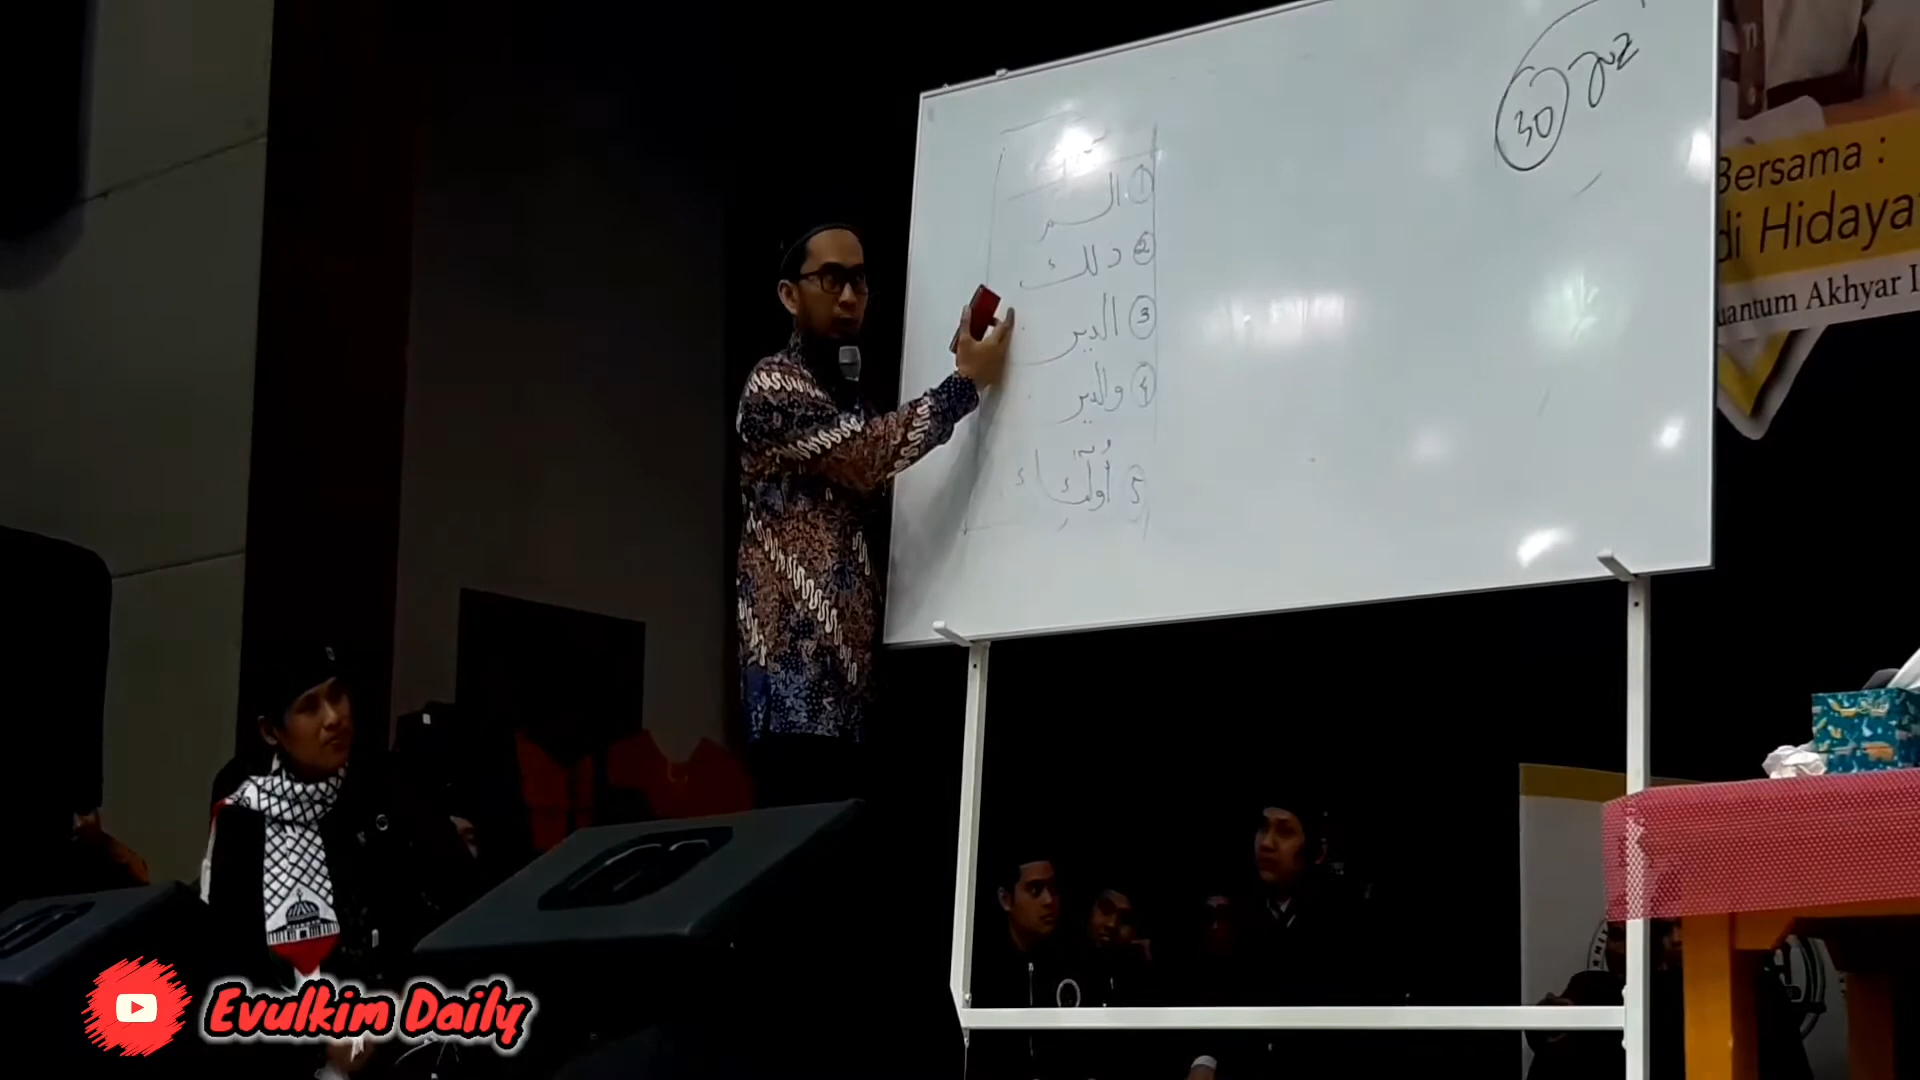 30 Juz
① الم
② ذلك
③ الذين
④ والذين
5 أولئك
Bersama :
di Hidaya
uantum Akhyar I
Evulkim Daily